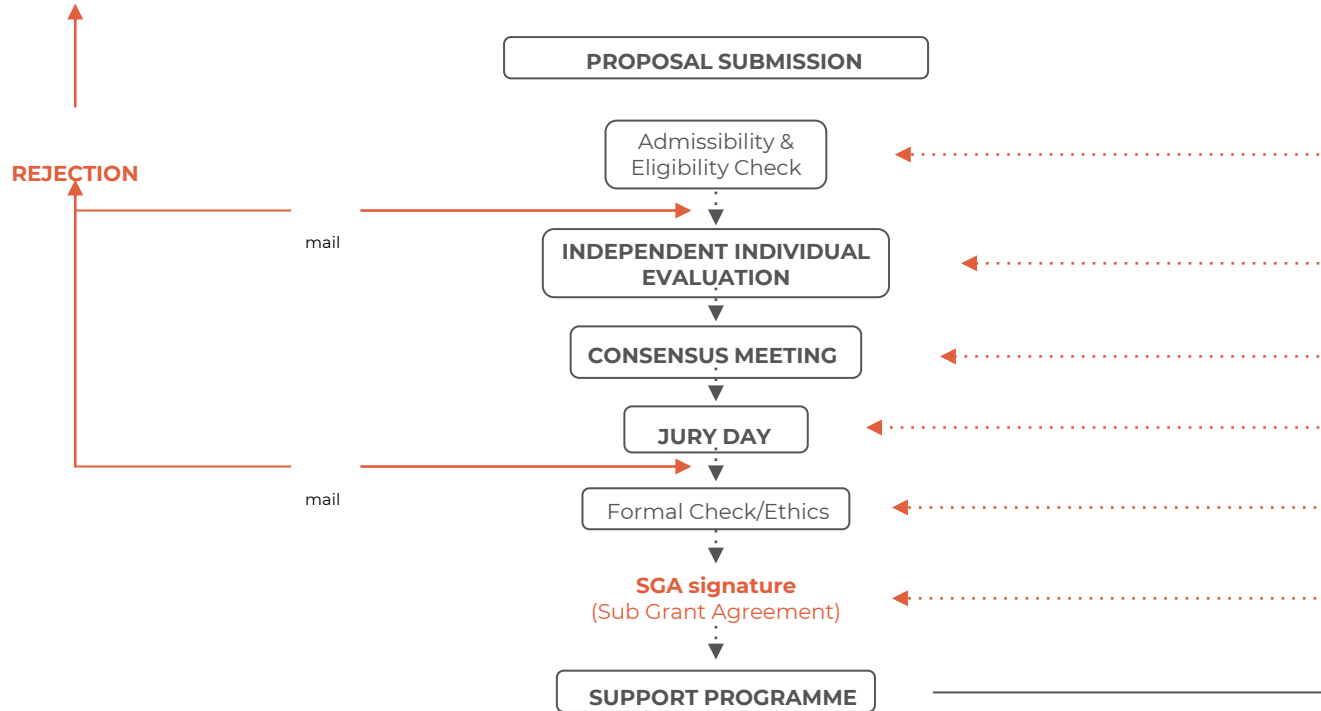 PROPOSAL SUBMISSION
Admissibility &
Eligibility Check
REJECTION
mail
INDEPENDENT INDIVIDUAL
EVALUATION
CONSENSUS MEETING
JURY DAY
mail
Formal Check/Ethics
SGA signature
(Sub Grant Agreement)
SUPPORT PROGRAMME